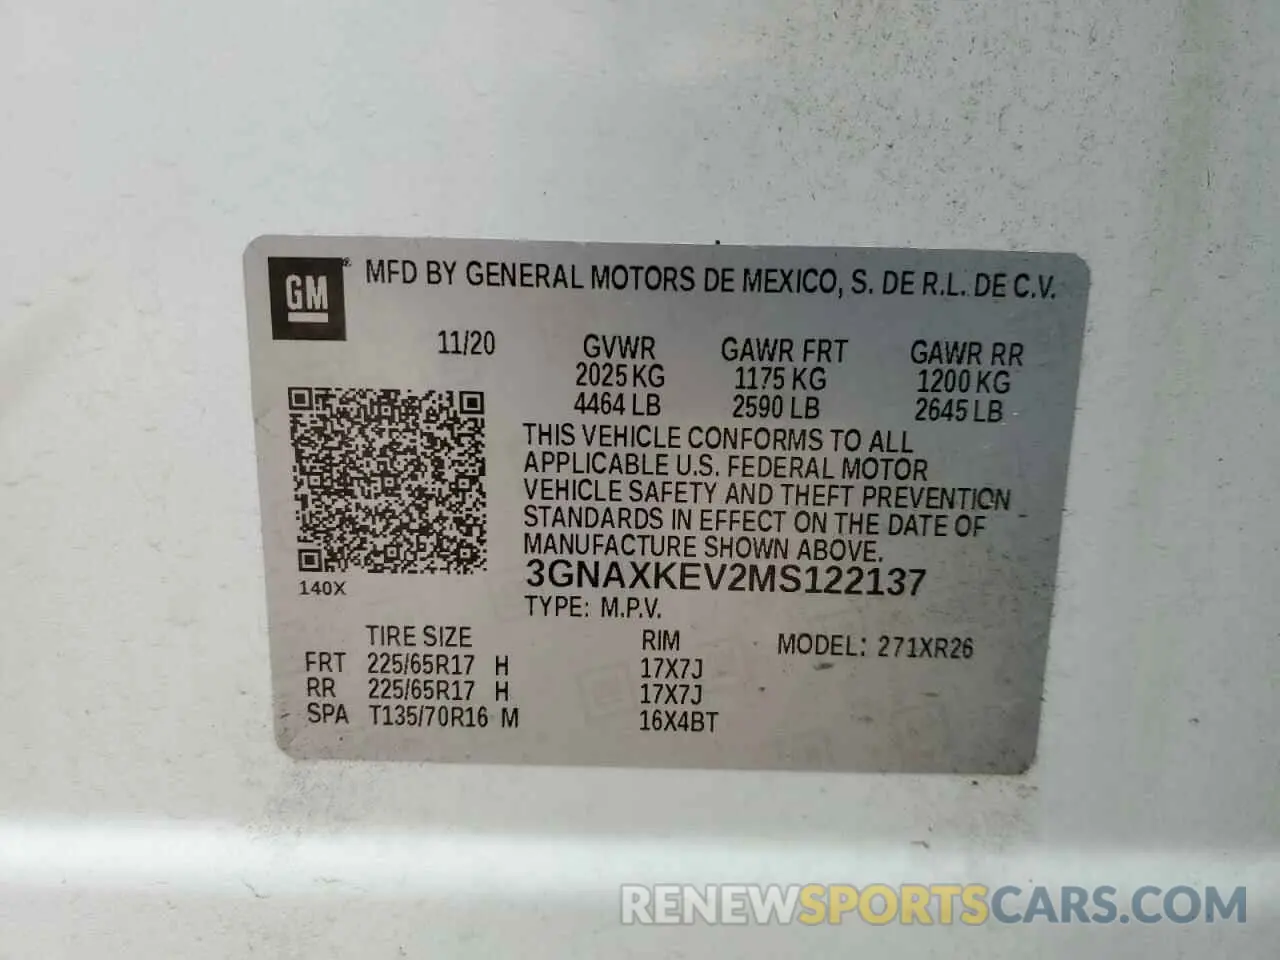 GM® MFD BY GENERAL MOTORS DE MEXICO, S. DE R.L. DE C.V.
11/20 GVWR GAWR FRT GAWR RR
2025 KG 1175 KG 1200 KG
4464 LB 2590 LB 2645 LB
THIS VEHICLE CONFORMS TO ALL
APPLICABLE U.S. FEDERAL MOTOR
VEHICLE SAFETY AND THEFT PREVENTION
STANDARDS IN EFFECT ON THE DATE OF
MANUFACTURE SHOWN ABOVE.
140X 3GNAXKEV2MS122137
TYPE: M.P.V.
TIRE SIZE RIM MODEL: 271XR26
FRT 225/65R17 H 17X7J
RR 225/65R17 H 17X7J
SPA T135/70R16 M 16X4BT
RENEWSPORTSCARS.COM